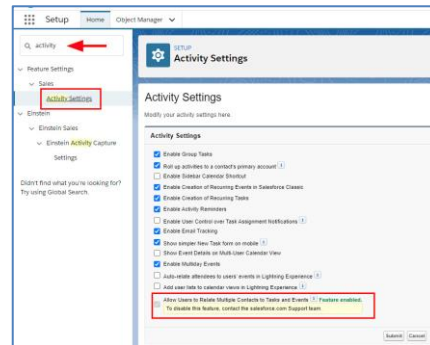 Setup
Home
Object Manager
activity
SETUP
Activity Settings
Feature Settings
Sales
Activity Settings
Einstein
Einstein Sales
Einstein Activity Capture
Settings
Didn't find what you're looking for?
Try using Global Search.
Activity Settings
Modify your activity settings here.
Activity Settings
Enable Group Tasks
Roll up activities to a contact's primary account
Enable Sidebar Calendar Shortcut
Enable Creation of Recurring Events in Salesforce Classic
Enable Creation of Recurring Tasks
Enable Activity Reminders
Enable User Control over Task Assignment Notifications
Enable Email Tracking
Show simpler New Task form on mobile
Show Event Details on Multi-User Calendar View
Enable Multiday Events
Auto-relate attendees to users' events in Lightning Experience
Add user lists to calendar views in Lightning Experience
Allow Users to Relate Multiple Contacts to Tasks and Events Feature enabled.
To disable this feature, contact the salesforce.com Support team
Submit
Cancel